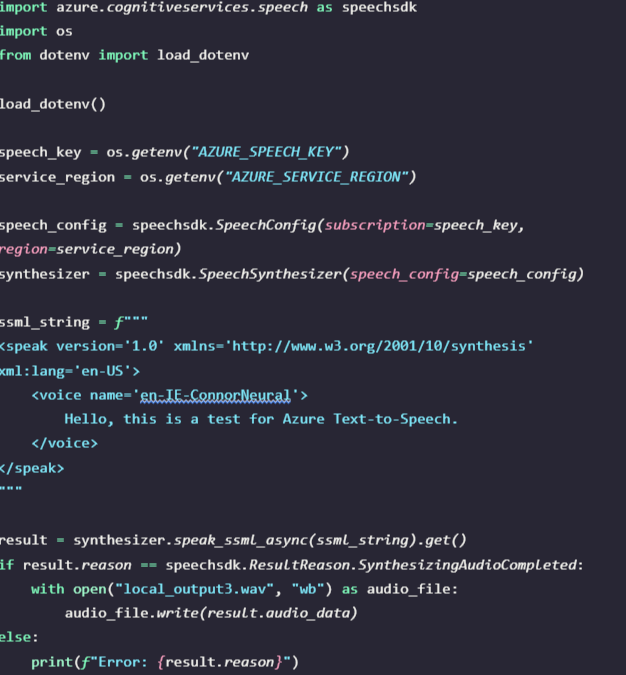 import azure.cognitiveservices.speech as speechsdk
import os
from dotenv import load_dotenv
load_dotenv()
speech_key = os.getenv("AZURE_SPEECH_KEY")
service_region = os.getenv("AZURE_SERVICE_REGION")
speech_config = speechsdk.SpeechConfig(subscription=speech_key,
region=service_region)
synthesizer = speechsdk.SpeechSynthesizer(speech_config=speech_config)
ssml_string = f"""
<speak version='1.0' xmlns='http://www.w3.org/2001/10/synthesis'
xml:lang='en-US'>
    <voice name='en-IE-ConnorNeural'>
        Hello, this is a test for Azure Text-to-Speech.
    </voice>
</speak>
"""
result = synthesizer.speak_ssml_async(ssml_string).get()
if result.reason == speechsdk.ResultReason.SynthesizingAudioCompleted:
    with open("local_output3.wav", "wb") as audio_file:
        audio_file.write(result.audio_data)
else:
    print(f"Error: {result.reason}")